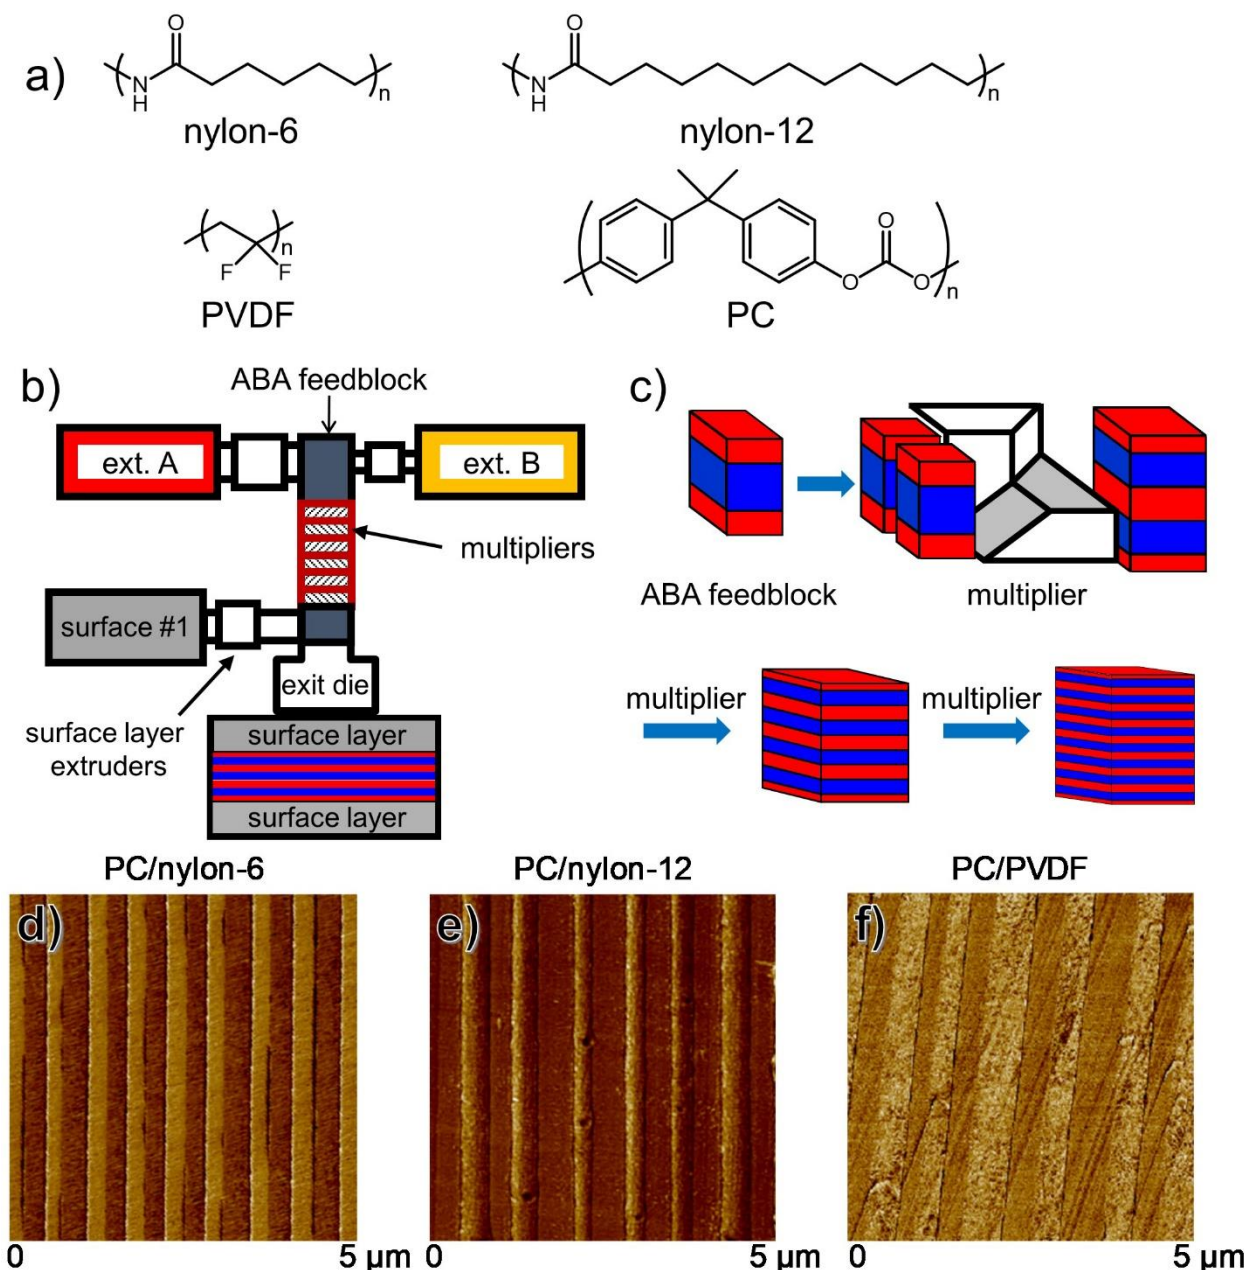 a)
O
N
H
n
nylon-6
O
N
H
n
nylon-12
n
F F
PVDF
O
O
O
n
PC
b)
ABA feedblock
ext. A
ext. B
multipliers
surface #1
exit die
surface layer
extruders
surface layer
surface layer
c)
ABA feedblock
multiplier
multiplier
multiplier
PC/nylon-6
PC/nylon-12
PC/PVDF
d)
e)
f)
0 5 μm
0 5 μm
0 5 μm